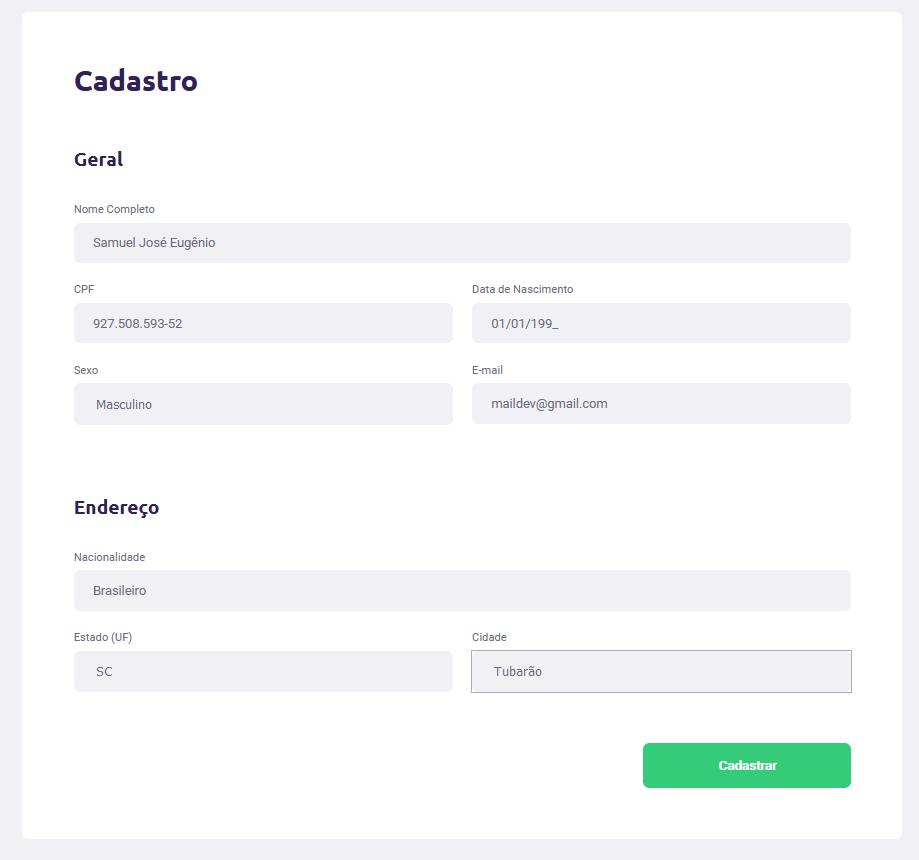 Cadastro
Geral
Nome Completo
Samuel José Eugênio
CPF
Data de Nascimento
927.508.593-52
01/01/199_
Sexo
E-mail
Masculino
maildev@gmail.com
Endereço
Nacionalidade
Brasileiro
Estado (UF)
Cidade
SC
Tubarão
Cadastrar